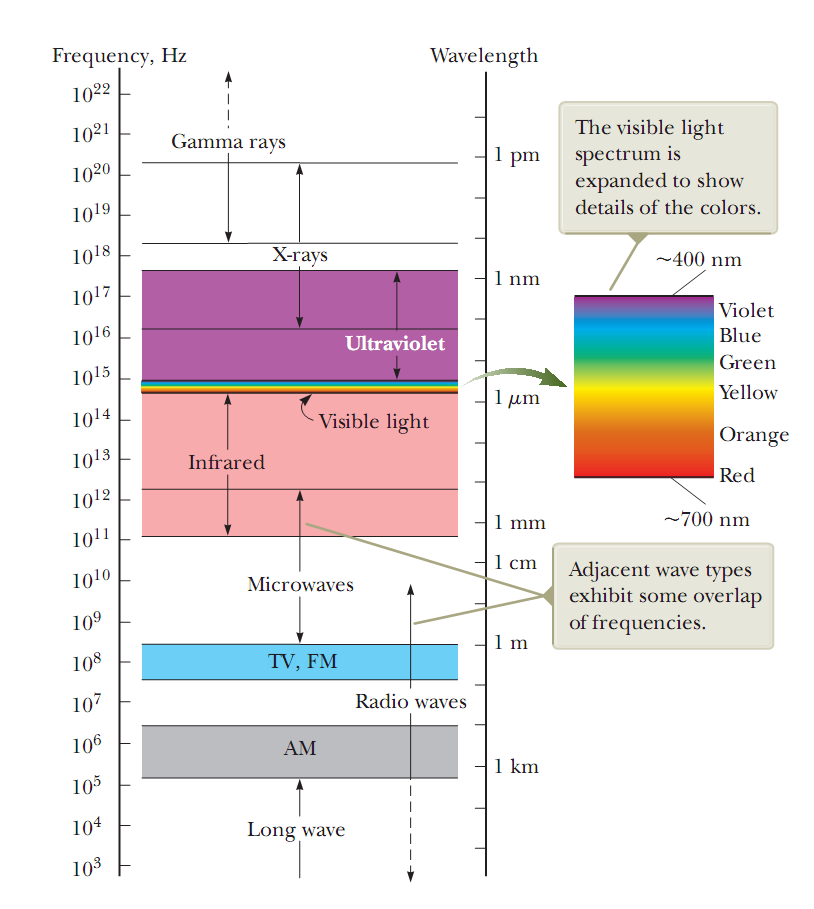 Frequency, Hz
Wavelength
10²²
10²¹
Gamma rays
10²⁰
10¹⁹
10¹⁸
X-rays
10¹⁷
10¹⁶
Ultraviolet
10¹⁵
10¹⁴
Visible light
10¹³
Infrared
10¹²
10¹¹
10¹⁰
Microwaves
10⁹
10⁸
TV, FM
10⁷
Radio waves
10⁶
AM
10⁵
10⁴
Long wave
10³
1 pm
1 nm
1 μm
1 mm
1 cm
1 m
1 km
The visible light
spectrum is
expanded to show
details of the colors.
~400 nm
Violet
Blue
Green
Yellow
Orange
Red
~700 nm
Adjacent wave types
exhibit some overlap
of frequencies.